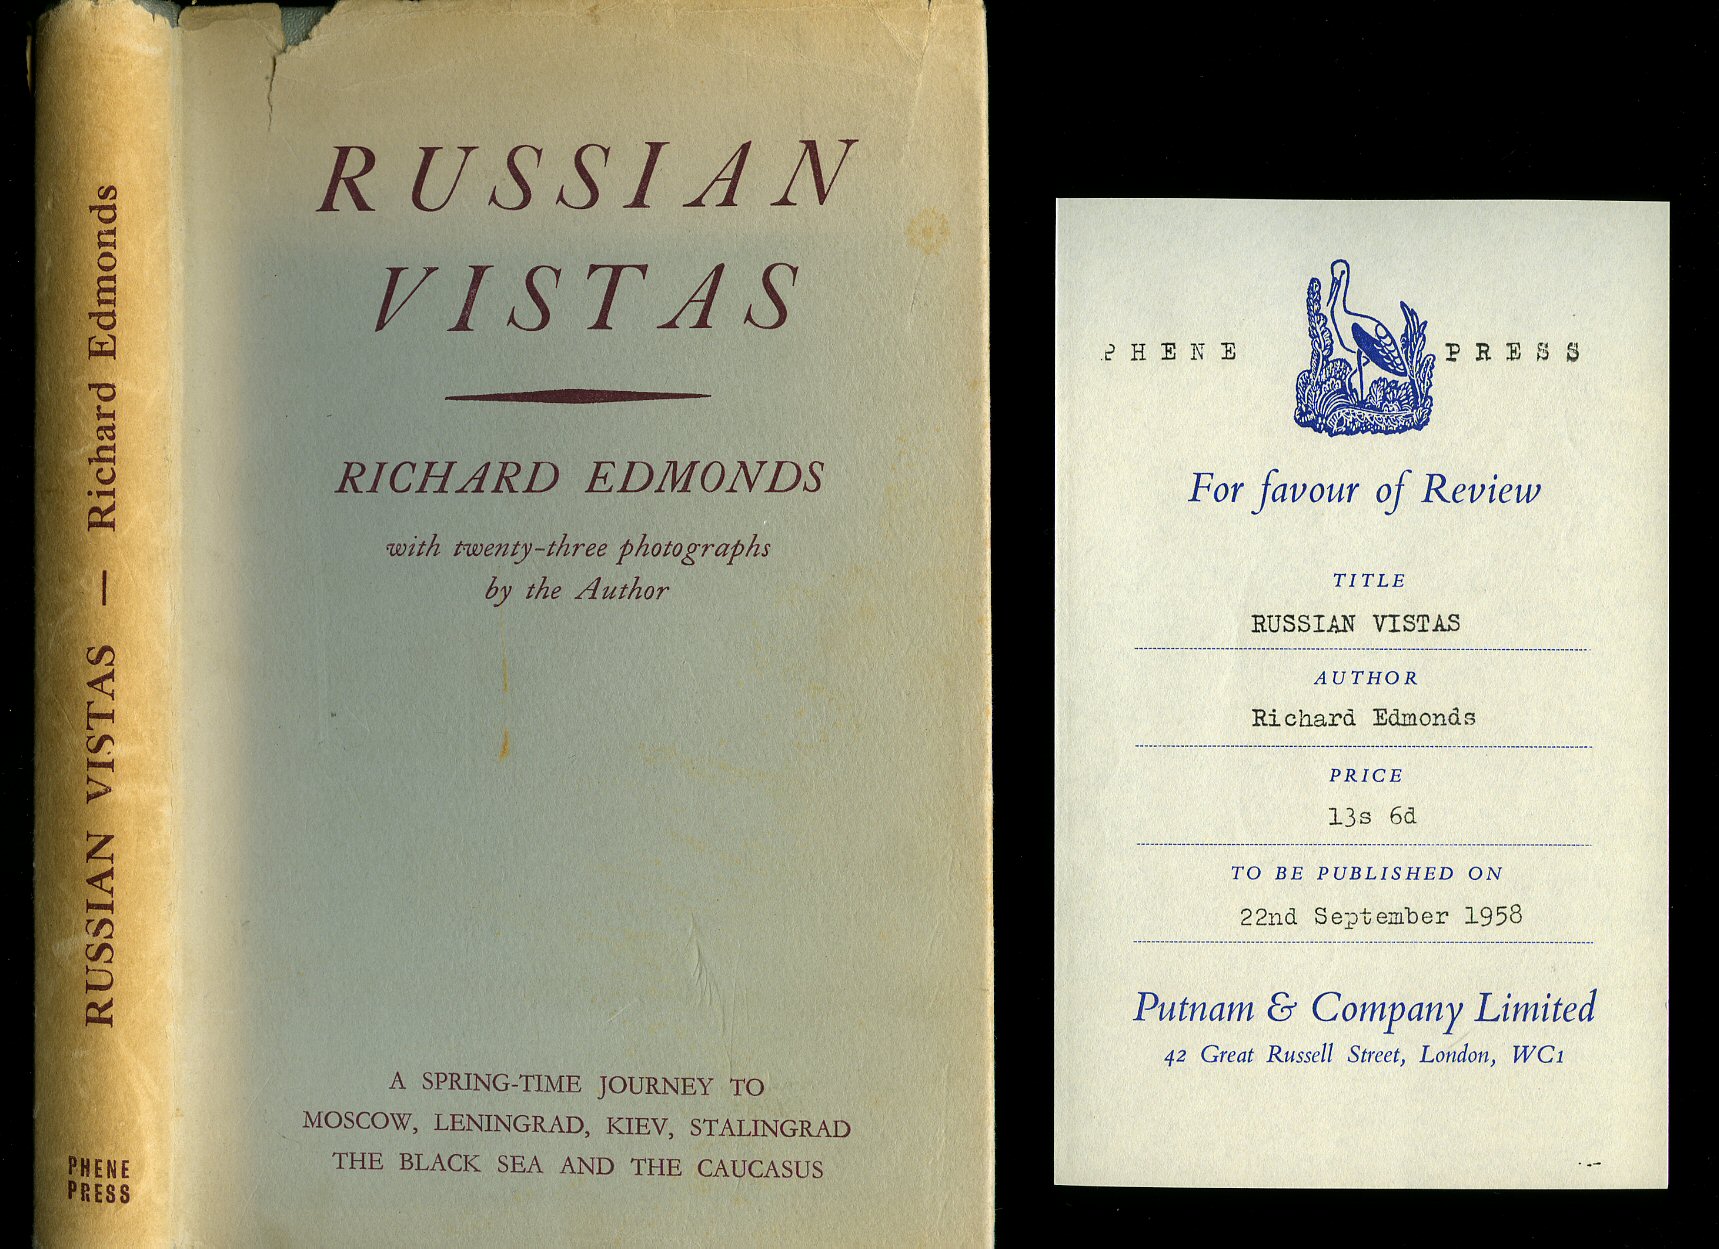 RUSSIAN VISTAS — Richard Edmonds
PHENE
PRESS
RUSSIAN
VISTAS
RICHARD EDMONDS
with twenty-three photographs
by the Author
A SPRING-TIME JOURNEY TO
MOSCOW, LENINGRAD, KIEV, STALINGRAD
THE BLACK SEA AND THE CAUCASUS
PHENE PRESS
For favour of Review
TITLE
RUSSIAN VISTAS
AUTHOR
Richard Edmonds
PRICE
13s 6d
TO BE PUBLISHED ON
22nd September 1958
Putnam & Company Limited
42 Great Russell Street, London, WC1